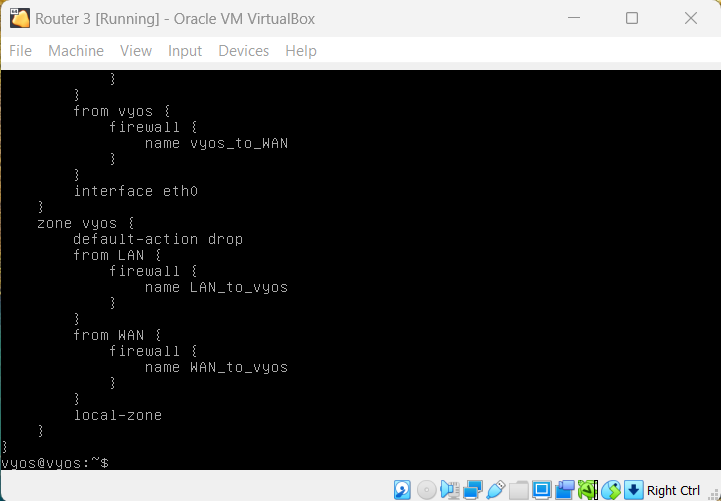 Router 3 [Running] - Oracle VM VirtualBox
File Machine View Input Devices Help
            }
        }
        from vyos {
            firewall {
                name vyos_to_WAN
            }
        }
        interface eth0
    }
    zone vyos {
        default-action drop
        from LAN {
            firewall {
                name LAN_to_vyos
            }
        }
        from WAN {
            firewall {
                name WAN_to_vyos
            }
        }
        local-zone
    }
}
vyos@vyos:~$
Right Ctrl